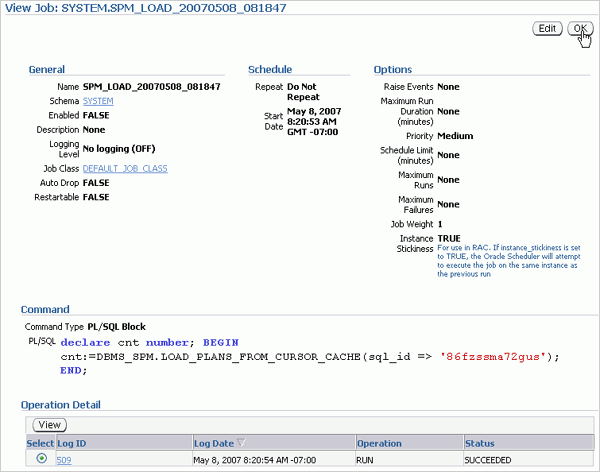 View Job: SYSTEM.SPM_LOAD_20070508_081847
Edit
OK
General
Name SPM_LOAD_20070508_081847
Schema SYSTEM
Enabled FALSE
Description None
Logging
Level No logging (OFF)
Job Class DEFAULT_JOB_CLASS
Auto Drop FALSE
Restartable FALSE
Schedule
Repeat Do Not
Repeat
Start
Date May 8, 2007
8:20:53 AM
GMT -07:00
Options
Raise Events None
Maximum Run
Duration
(minutes) None
Priority Medium
Schedule Limit
(minutes) None
Maximum
Runs None
Maximum
Failures None
Job Weight 1
Instance
Stickiness TRUE
For use in RAC. If instance_stickiness is set
to TRUE, the Oracle Scheduler will attempt
to execute the job on the same instance as
the previous run
Command
Command Type PL/SQL Block
PL/SQL declare cnt number; BEGIN
cnt:=DBMS_SPM.LOAD_PLANS_FROM_CURSOR_CACHE(sql_id => "86fzssma72gus");
END;
Operation Detail
View
Select Log ID Log Date Operation Status
509 May 8, 2007 8:20:54 AM -07:00 RUN SUCCEEDED